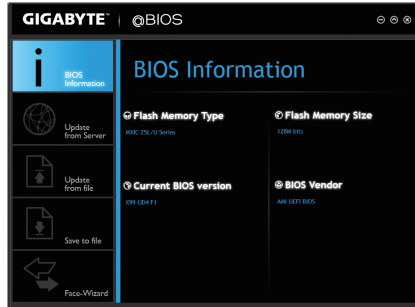 GIGABYTE™ @BIOS
BIOS Information
BIOS
Information
Update
from Server
Update
from file
Save to file
Face-Wizard
Flash Memory Type
MXIC 25L/U Series
Flash Memory Size
128M bits
Current BIOS version
X99-UD4 F1
BIOS Vendor
AMI UEFI BIOS